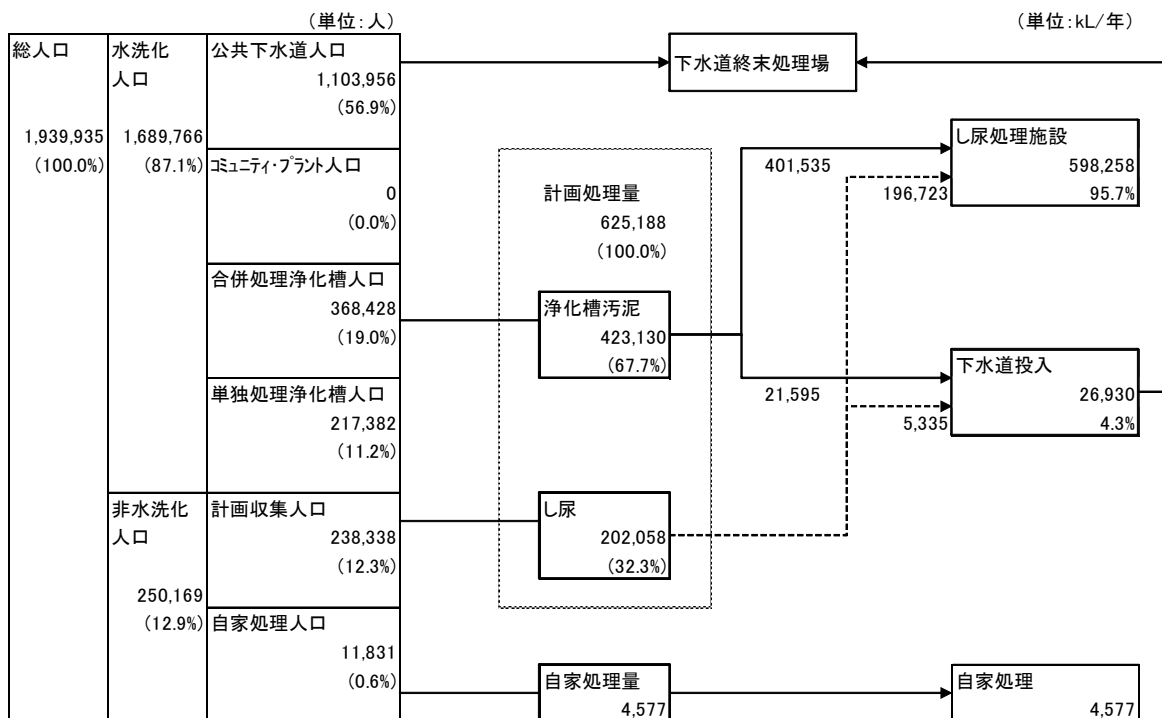 (単位:人)
(単位:kL/年)
総人口
1,939,935
(100.0%)
水洗化
人口
1,689,766
(87.1%)
公共下水道人口
1,103,956
(56.9%)
コミュニティ・プラント人口
0
(0.0%)
合併処理浄化槽人口
368,428
(19.0%)
単独処理浄化槽人口
217,382
(11.2%)
非水洗化
人口
250,169
(12.9%)
計画収集人口
238,338
(12.3%)
自家処理人口
11,831
(0.6%)
計画処理量
625,188
(100.0%)
浄化槽汚泥
423,130
(67.7%)
し尿
202,058
(32.3%)
自家処理量
4,577
下水道終末処理場
401,535
196,723
し尿処理施設
598,258
95.7%
21,595
5,335
下水道投入
26,930
4.3%
自家処理
4,577